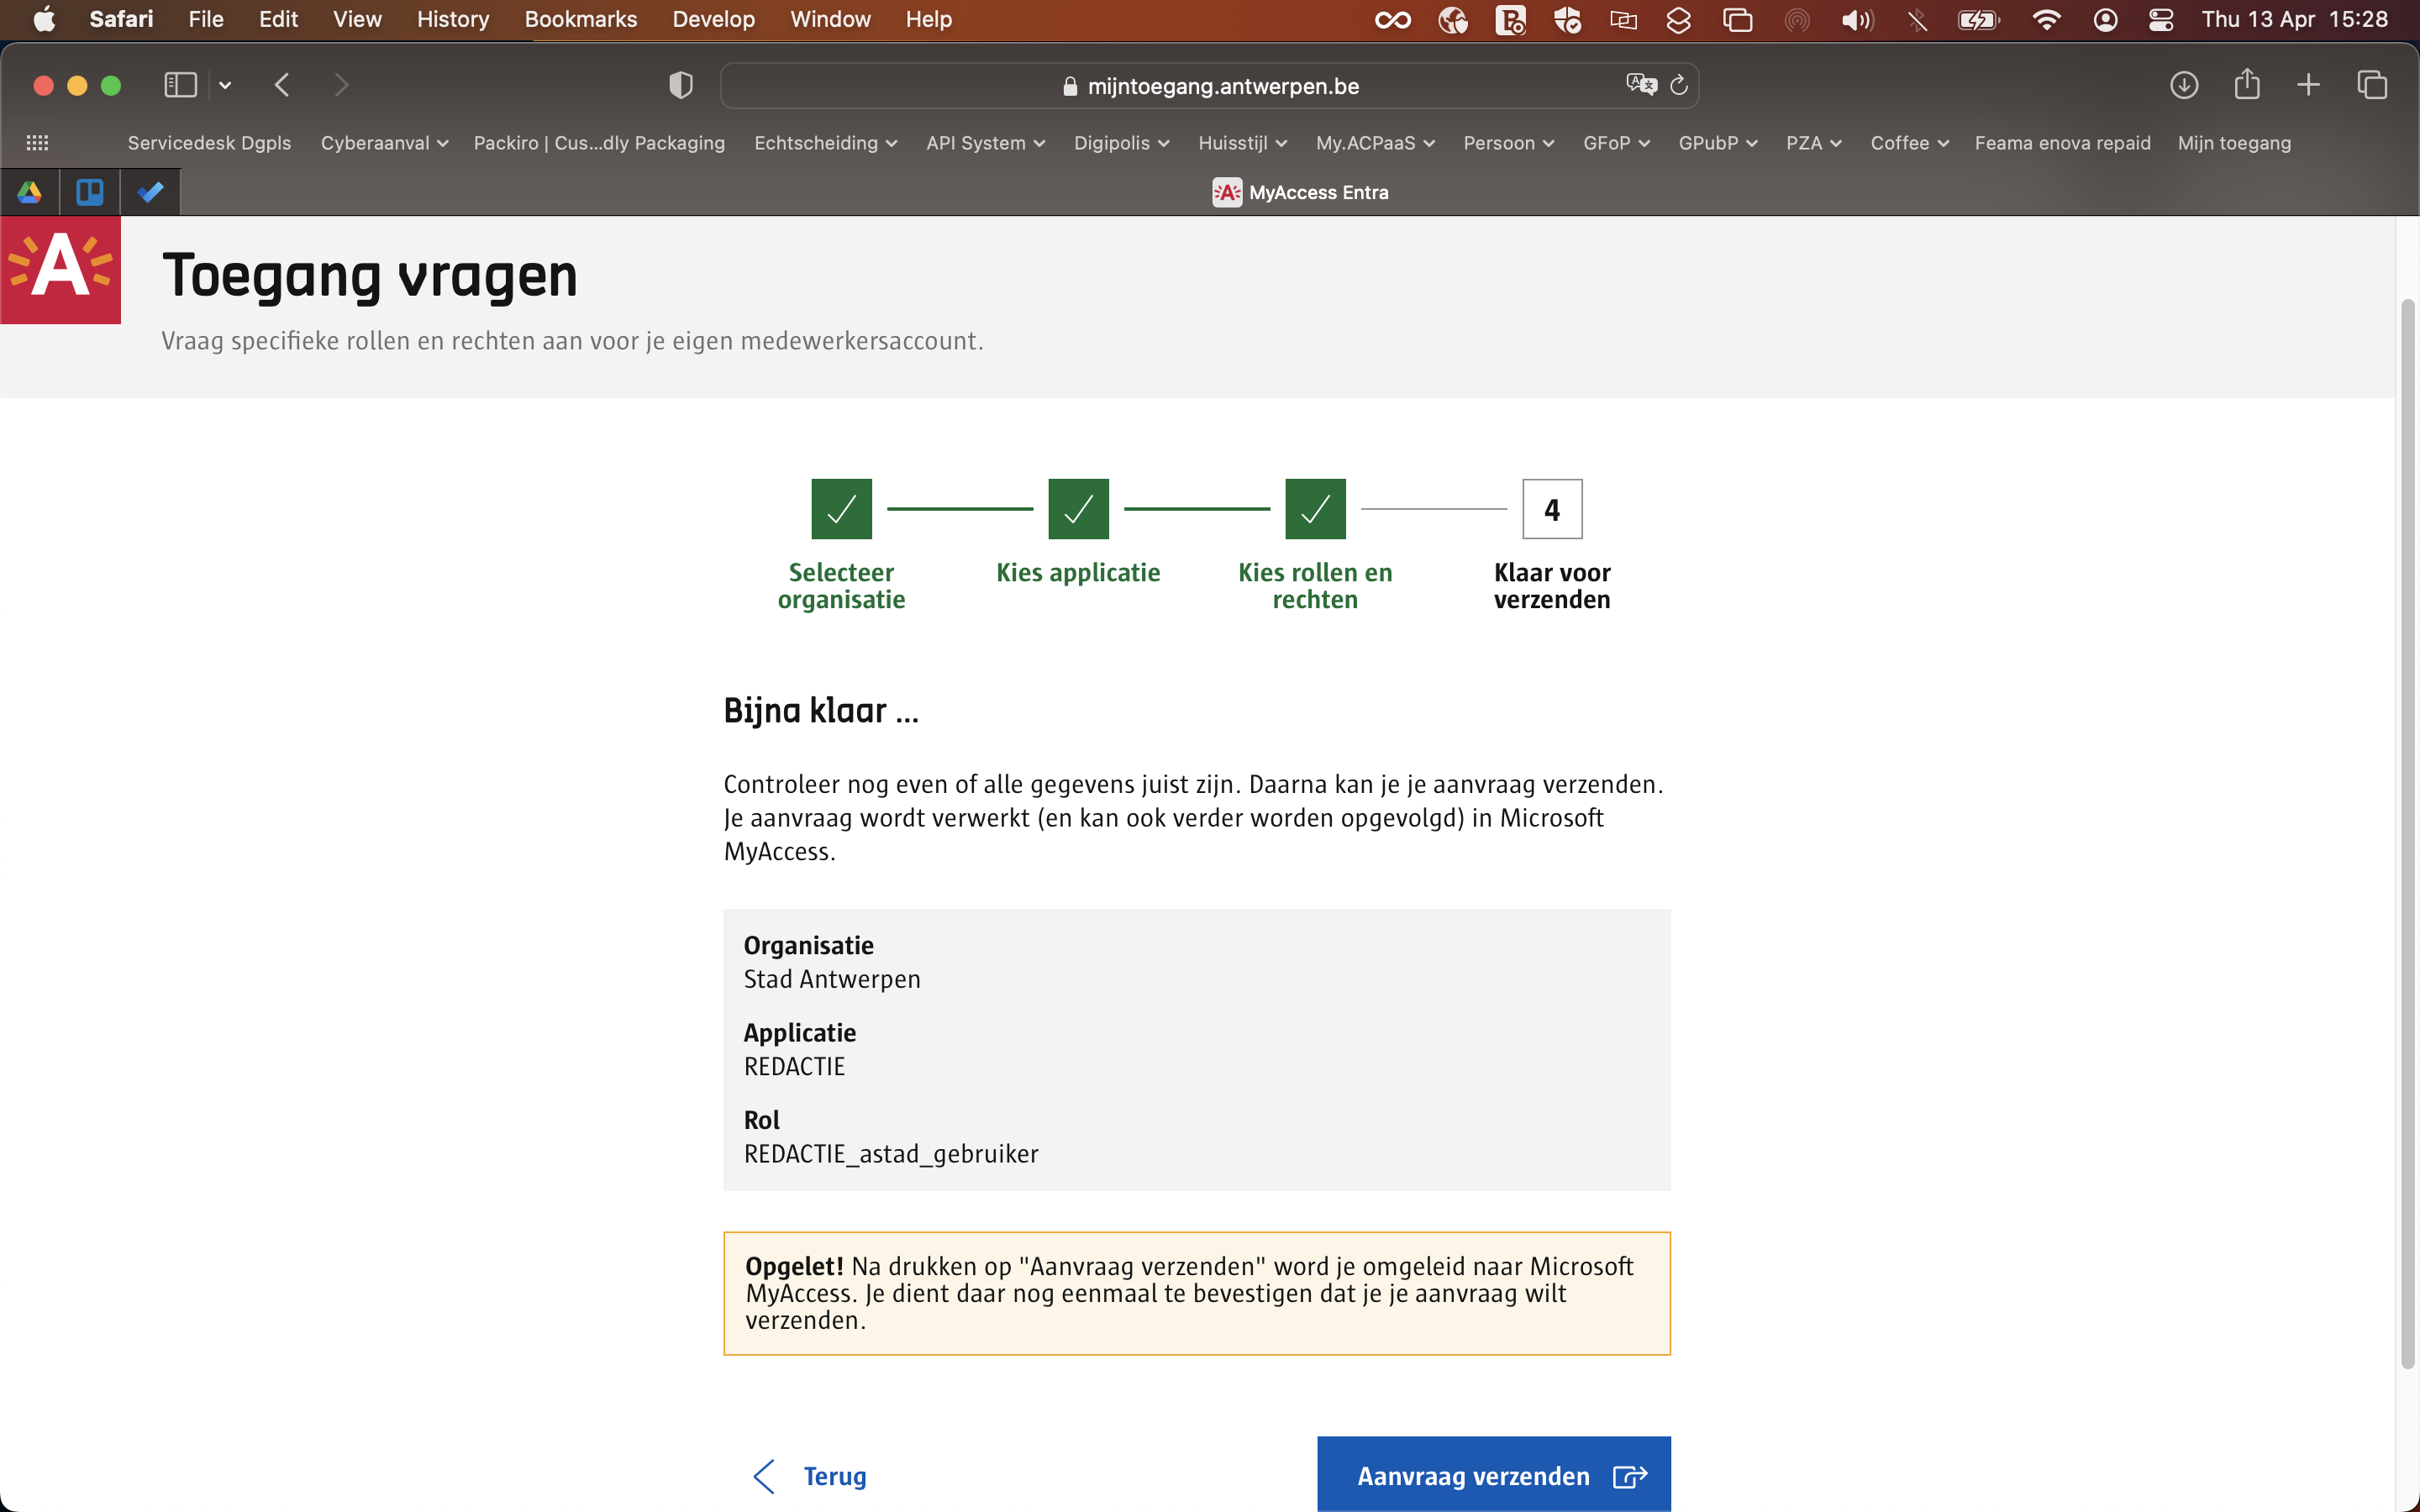 Safari File Edit View History Bookmarks Develop Window Help Thu 13 Apr 15:28
mijntoegang.antwerpen.be
Servicedesk Dgpls Cyberaanval Packiro | Cus...dly Packaging Echtscheiding API System Digipolis Huisstijl My.ACPaaS Persoon GFoP GPubP PZA Coffee Feama enova repaid Mijn toegang
MyAccess Entra
A
Toegang vragen
Vraag specifieke rollen en rechten aan voor je eigen medewerkersaccount.
4
Selecteer organisatie
Kies applicatie
Kies rollen en rechten
Klaar voor verzenden
Bijna klaar ...
Controleer nog even of alle gegevens juist zijn. Daarna kan je je aanvraag verzenden.
Je aanvraag wordt verwerkt (en kan ook verder worden opgevolgd) in Microsoft
MyAccess.
Organisatie
Stad Antwerpen
Applicatie
REDACTIE
Rol
REDACTIE_astad_gebruiker
Opgelet! Na drukken op "Aanvraag verzenden" word je omgeleid naar Microsoft
MyAccess. Je dient daar nog eenmaal te bevestigen dat je je aanvraag wilt
verzenden.
Terug
Aanvraag verzenden